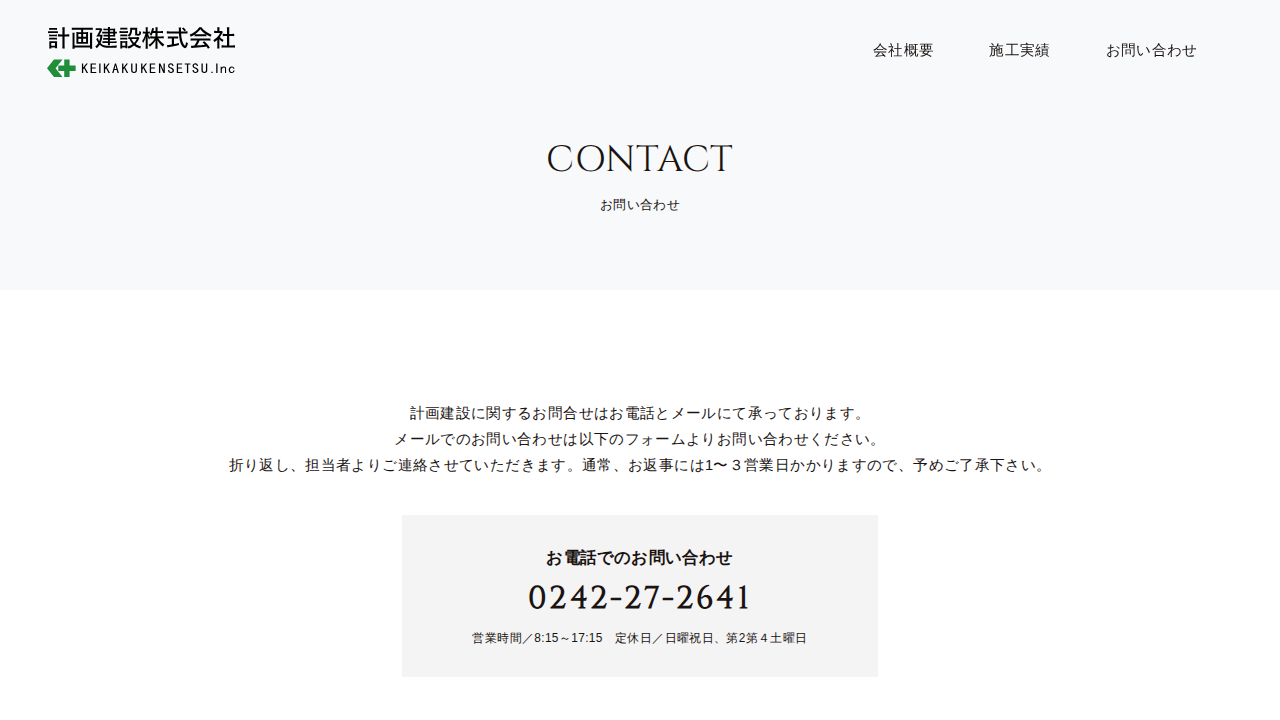 計画建設株式会社
KEIKAKUKENSETSU.Inc
会社概要 施工実績 お問い合わせ
CONTACT
お問い合わせ
計画建設に関するお問合せはお電話とメールにて承っております。
メールでのお問い合わせは以下のフォームよりお問い合わせください。
折り返し、担当者よりご連絡させていただきます。通常、お返事には1〜３営業日かかりますので、予めご了承下さい。
お電話でのお問い合わせ
0242-27-2641
営業時間／8:15～17:15　定休日／日曜祝日、第2第４土曜日